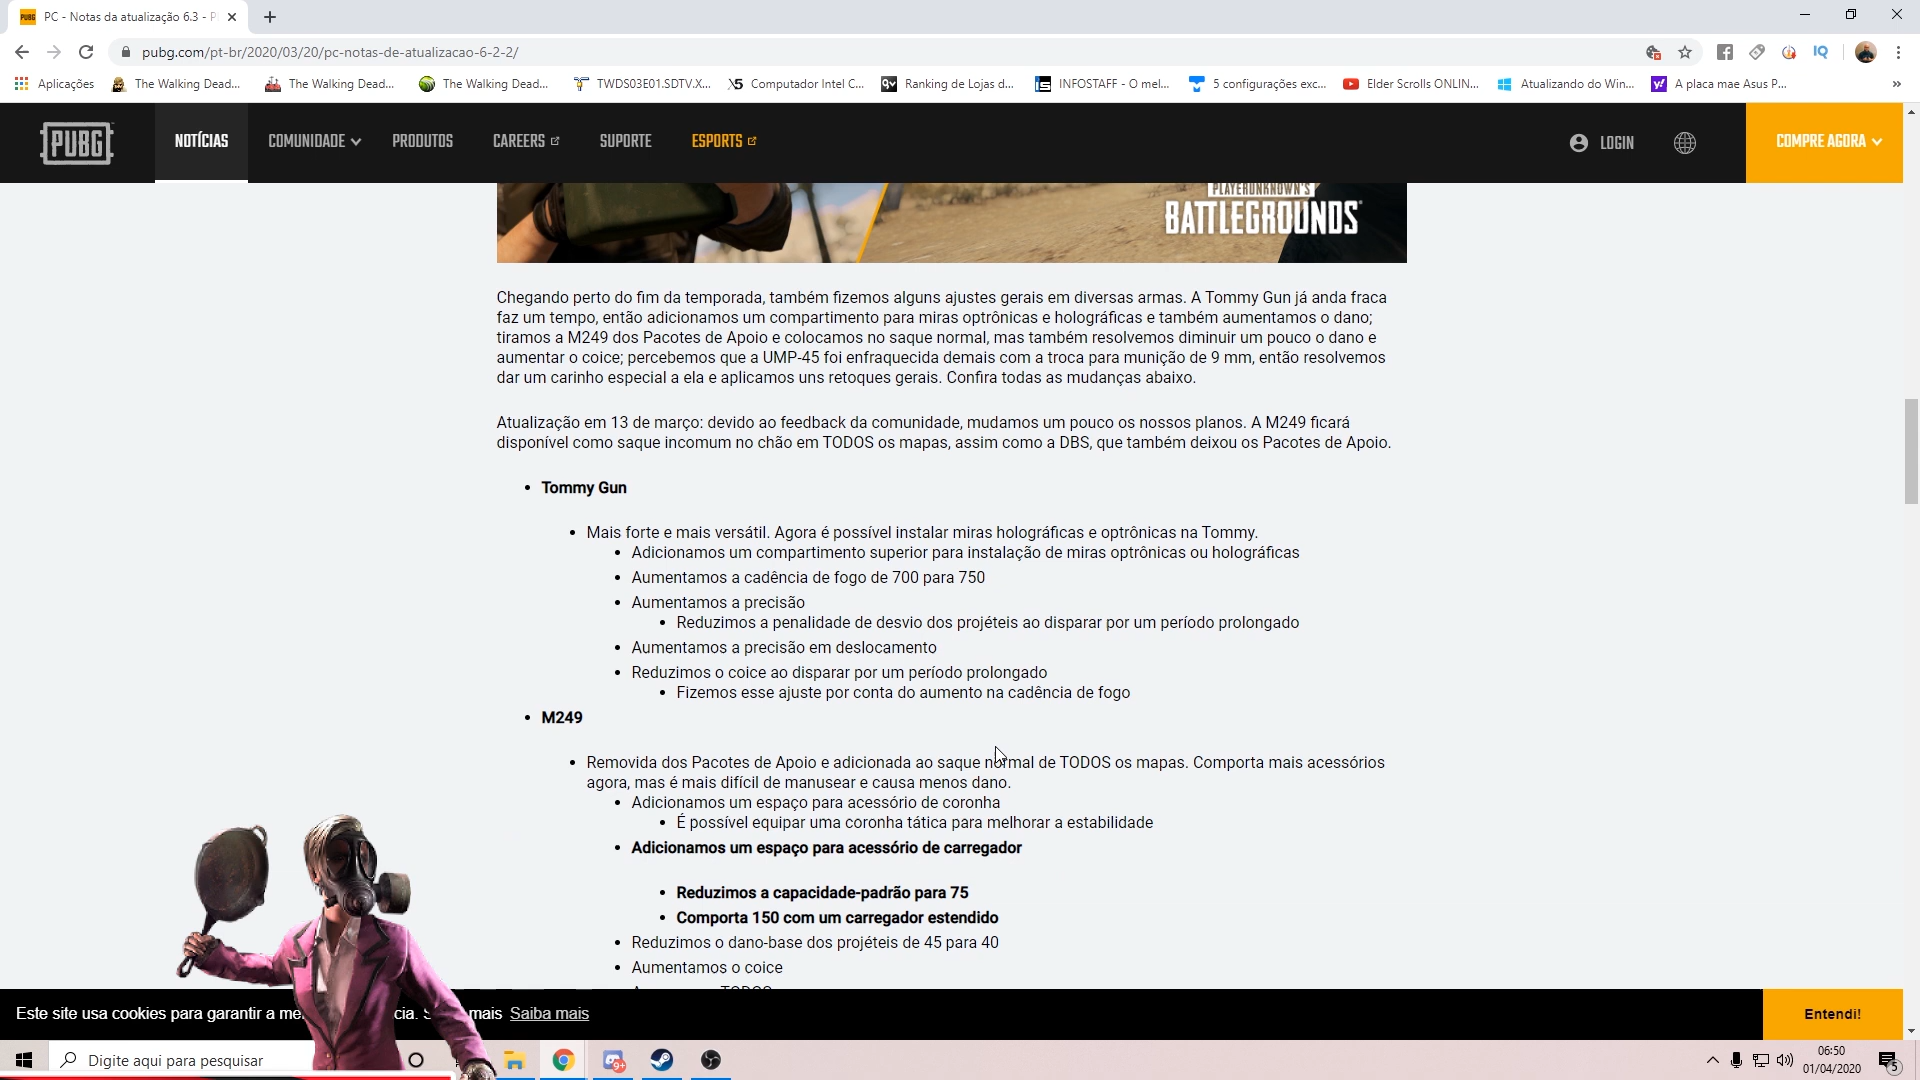 PC - Notas da atualização 6.3 - P
pubg.com/pt-br/2020/03/20/pc-notas-de-atualizacao-6-2-2/
IQ
Aplicações The Walking Dead... The Walking Dead... The Walking Dead... TWDS03E01.SDTV.X... X5 Computador Intel C... Ranking de Lojas d... INFOSTAFF - O mel... 5 configurações exc... Elder Scrolls ONLIN... Atualizando do Win... A placa mae Asus P... »
PUBG NOTÍCIAS COMUNIDADE PRODUTOS CAREERS SUPORTE ESPORTS LOGIN COMPRE AGORA
PLAYERUNKNOWN'S
BATTLEGROUNDS
Chegando perto do fim da temporada, também fizemos alguns ajustes gerais em diversas armas. A Tommy Gun já anda fraca
faz um tempo, então adicionamos um compartimento para miras optrônicas e holográficas e também aumentamos o dano;
tiramos a M249 dos Pacotes de Apoio e colocamos no saque normal, mas também resolvemos diminuir um pouco o dano e
aumentar o coice; percebemos que a UMP-45 foi enfraquecida demais com a troca para munição de 9 mm, então resolvemos
dar um carinho especial a ela e aplicamos uns retoques gerais. Confira todas as mudanças abaixo.
Atualização em 13 de março: devido ao feedback da comunidade, mudamos um pouco os nossos planos. A M249 ficará
disponível como saque incomum no chão em TODOS os mapas, assim como a DBS, que também deixou os Pacotes de Apoio.
• Tommy Gun
• Mais forte e mais versátil. Agora é possível instalar miras holográficas e optrônicas na Tommy.
• Adicionamos um compartimento superior para instalação de miras optrônicas ou holográficas
• Aumentamos a cadência de fogo de 700 para 750
• Aumentamos a precisão
• Reduzimos a penalidade de desvio dos projéteis ao disparar por um período prolongado
• Aumentamos a precisão em deslocamento
• Reduzimos o coice ao disparar por um período prolongado
• Fizemos esse ajuste por conta do aumento na cadência de fogo
• M249
• Removida dos Pacotes de Apoio e adicionada ao saque normal de TODOS os mapas. Comporta mais acessórios
agora, mas é mais difícil de manusear e causa menos dano.
• Adicionamos um espaço para acessório de coronha
• É possível equipar uma coronha tática para melhorar a estabilidade
• Adicionamos um espaço para acessório de carregador
• Reduzimos a capacidade-padrão para 75
• Comporta 150 com um carregador estendido
• Reduzimos o dano-base dos projéteis de 45 para 40
• Aumentamos o coice
Este site usa cookies para garantir a me cia. S mais Saiba mais Entendi!
Digite aqui para pesquisar
9+
06:50
01/04/2020
5